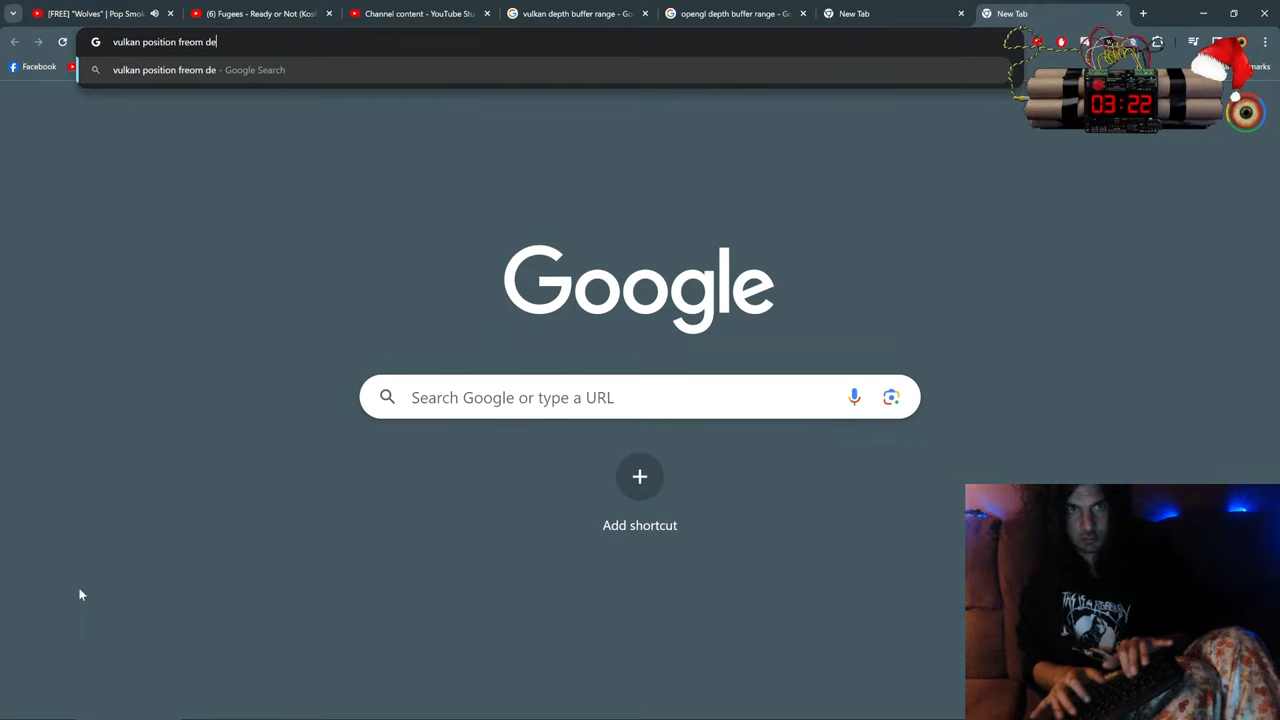 [FREE] "Wolves" | Pop Smok
(6) Fugees - Ready or Not (Kosh
Channel content - YouTube Stu
vulkan depth buffer range - Go
opengl depth buffer range - Go
New Tab
New Tab
vulkan position freom de
Facebook
vulkan position freom de - Google Search
03:22
Google
Search Google or type a URL
Add shortcut